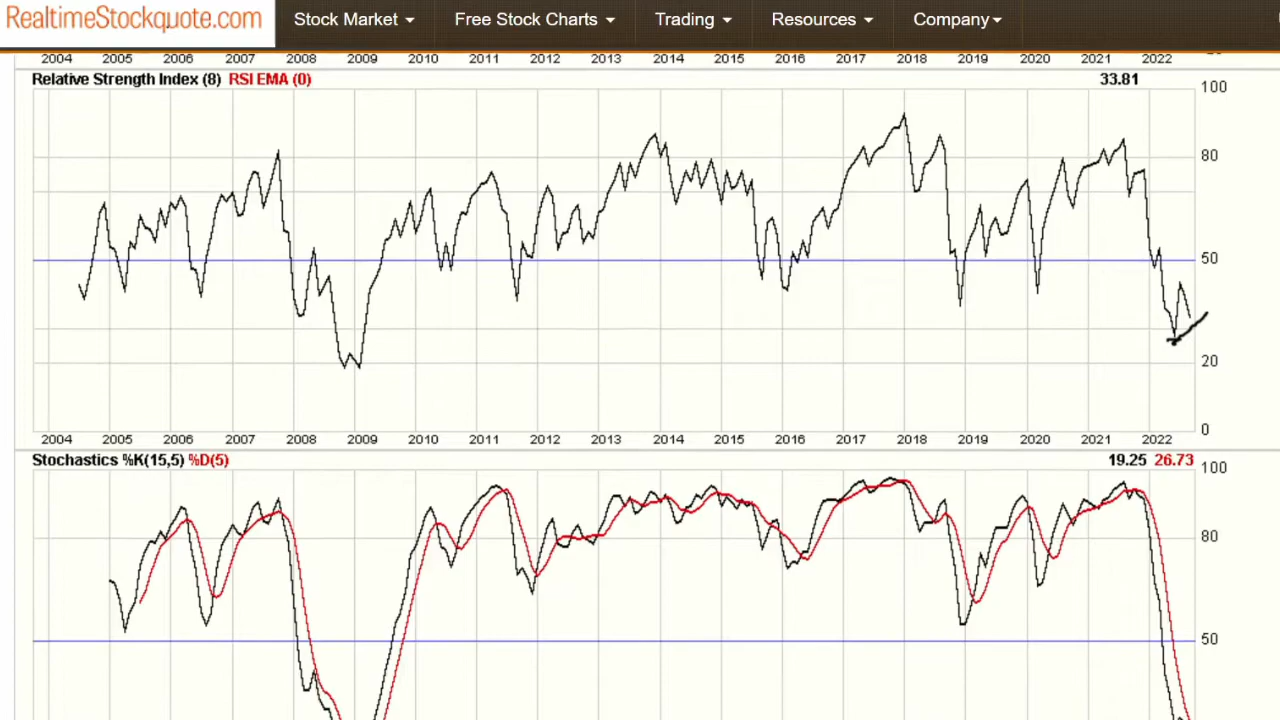 RealtimeStockquote.com Stock Market Free Stock Charts Trading Resources Company
2004 2005 2006 2007 2008 2009 2010 2011 2012 2013 2014 2015 2016 2017 2018 2019 2020 2021 2022
Relative Strength Index (8) RSI EMA (0) 33.81
100
80
50
20
0
2004 2005 2006 2007 2008 2009 2010 2011 2012 2013 2014 2015 2016 2017 2018 2019 2020 2021 2022
Stochastics %K(15,5) %D(5) 19.25 26.73
100
80
50